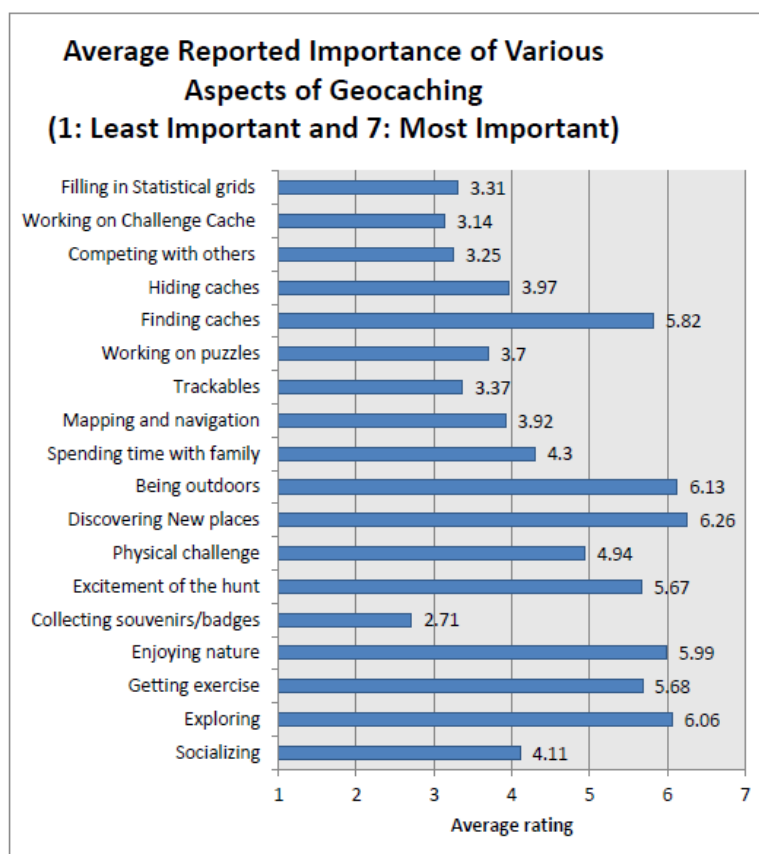 Average Reported Importance of Various
Aspects of Geocaching
(1: Least Important and 7: Most Important)
Filling in Statistical grids 3.31
Working on Challenge Cache 3.14
Competing with others 3.25
Hiding caches 3.97
Finding caches 5.82
Working on puzzles 3.7
Trackables 3.37
Mapping and navigation 3.92
Spending time with family 4.3
Being outdoors 6.13
Discovering New places 6.26
Physical challenge 4.94
Excitement of the hunt 5.67
Collecting souvenirs/badges 2.71
Enjoying nature 5.99
Getting exercise 5.68
Exploring 6.06
Socializing 4.11
1 2 3 4 5 6 7
Average rating